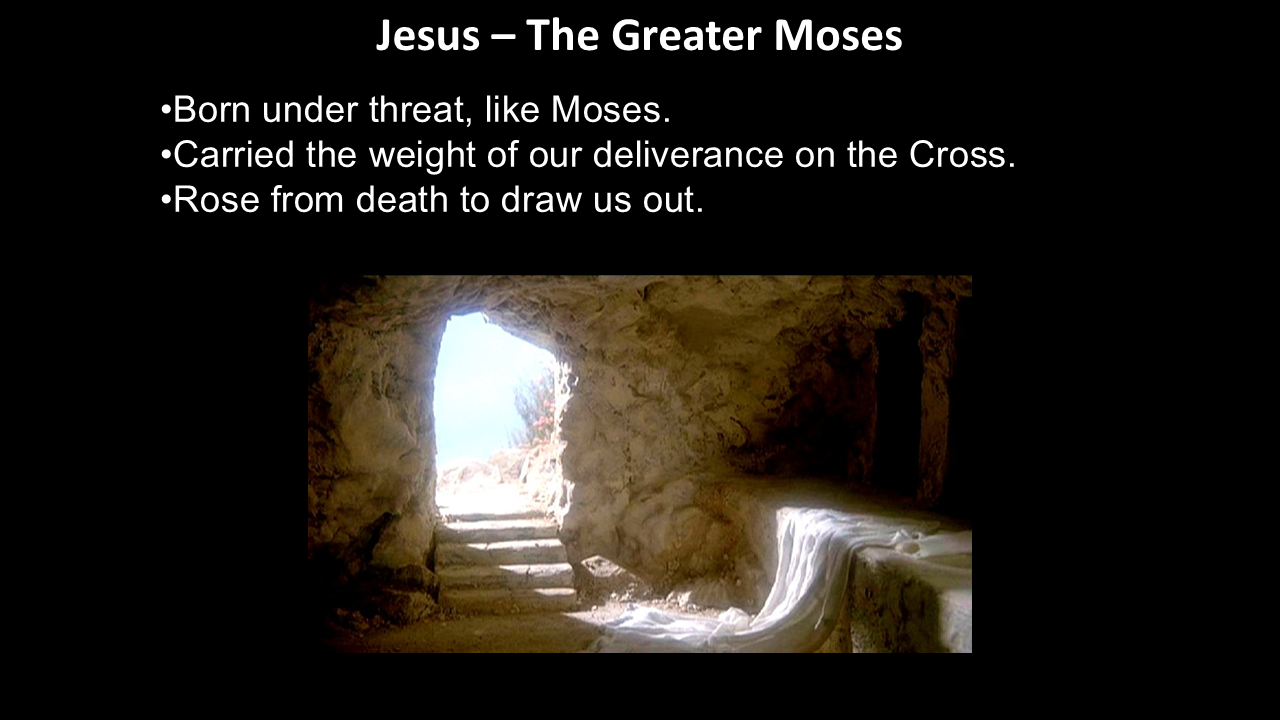 Jesus – The Greater Moses
•Born under threat, like Moses.
•Carried the weight of our deliverance on the Cross.
•Rose from death to draw us out.